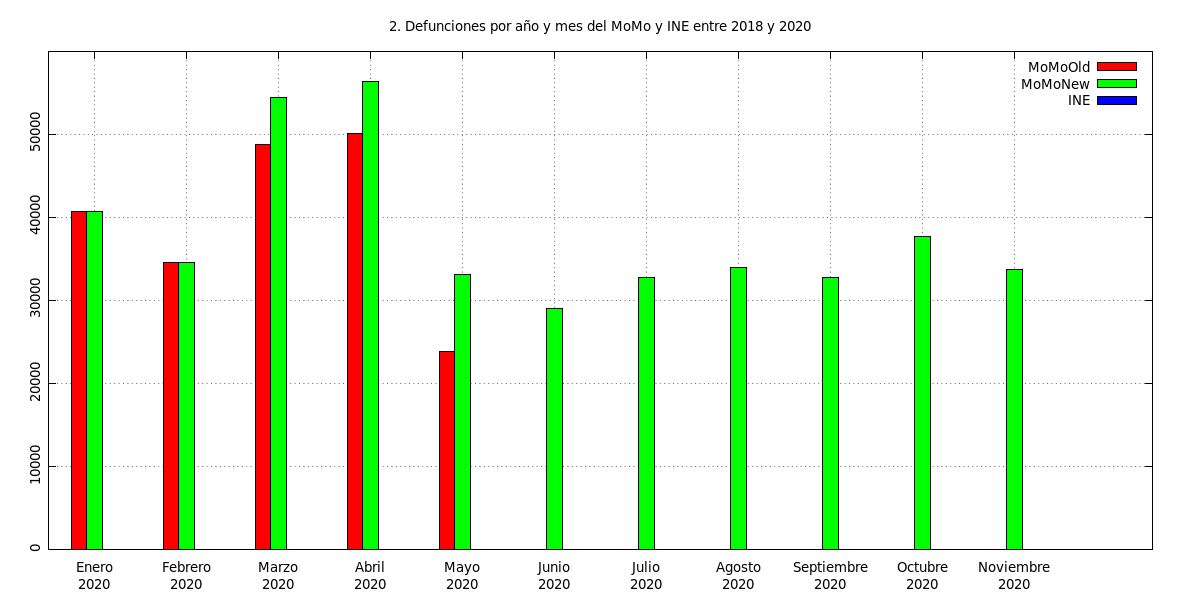 2. Defunciones por año y mes del MoMo y INE entre 2018 y 2020
MoMoOld
MoMoNew
INE
50000
40000
30000
20000
10000
0
Enero
2020
Febrero
2020
Marzo
2020
Abril
2020
Mayo
2020
Junio
2020
Julio
2020
Agosto
2020
Septiembre
2020
Octubre
2020
Noviembre
2020